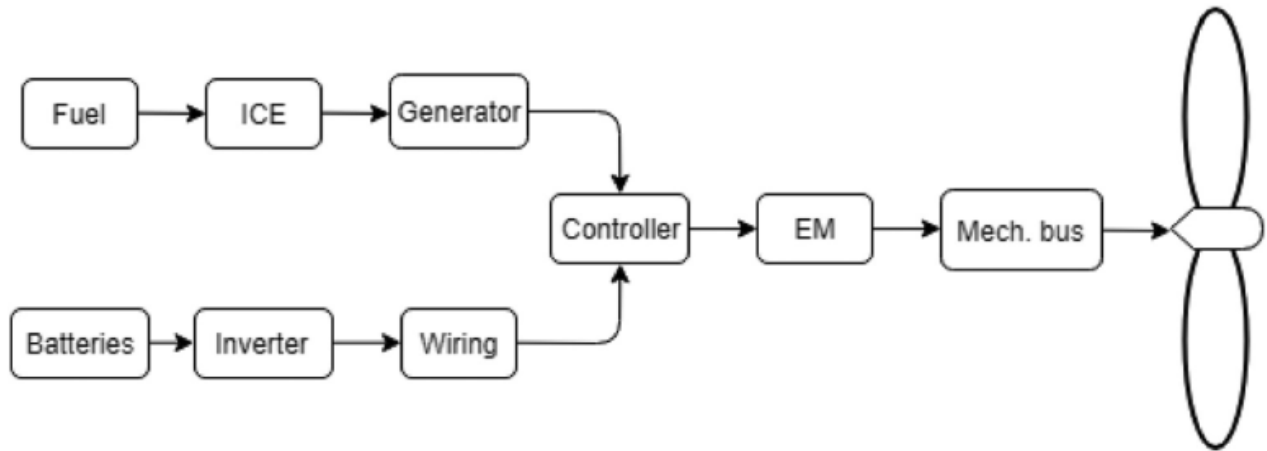 Fuel
ICE
Generator
Controller
EM
Mech. bus
Batteries
Inverter
Wiring